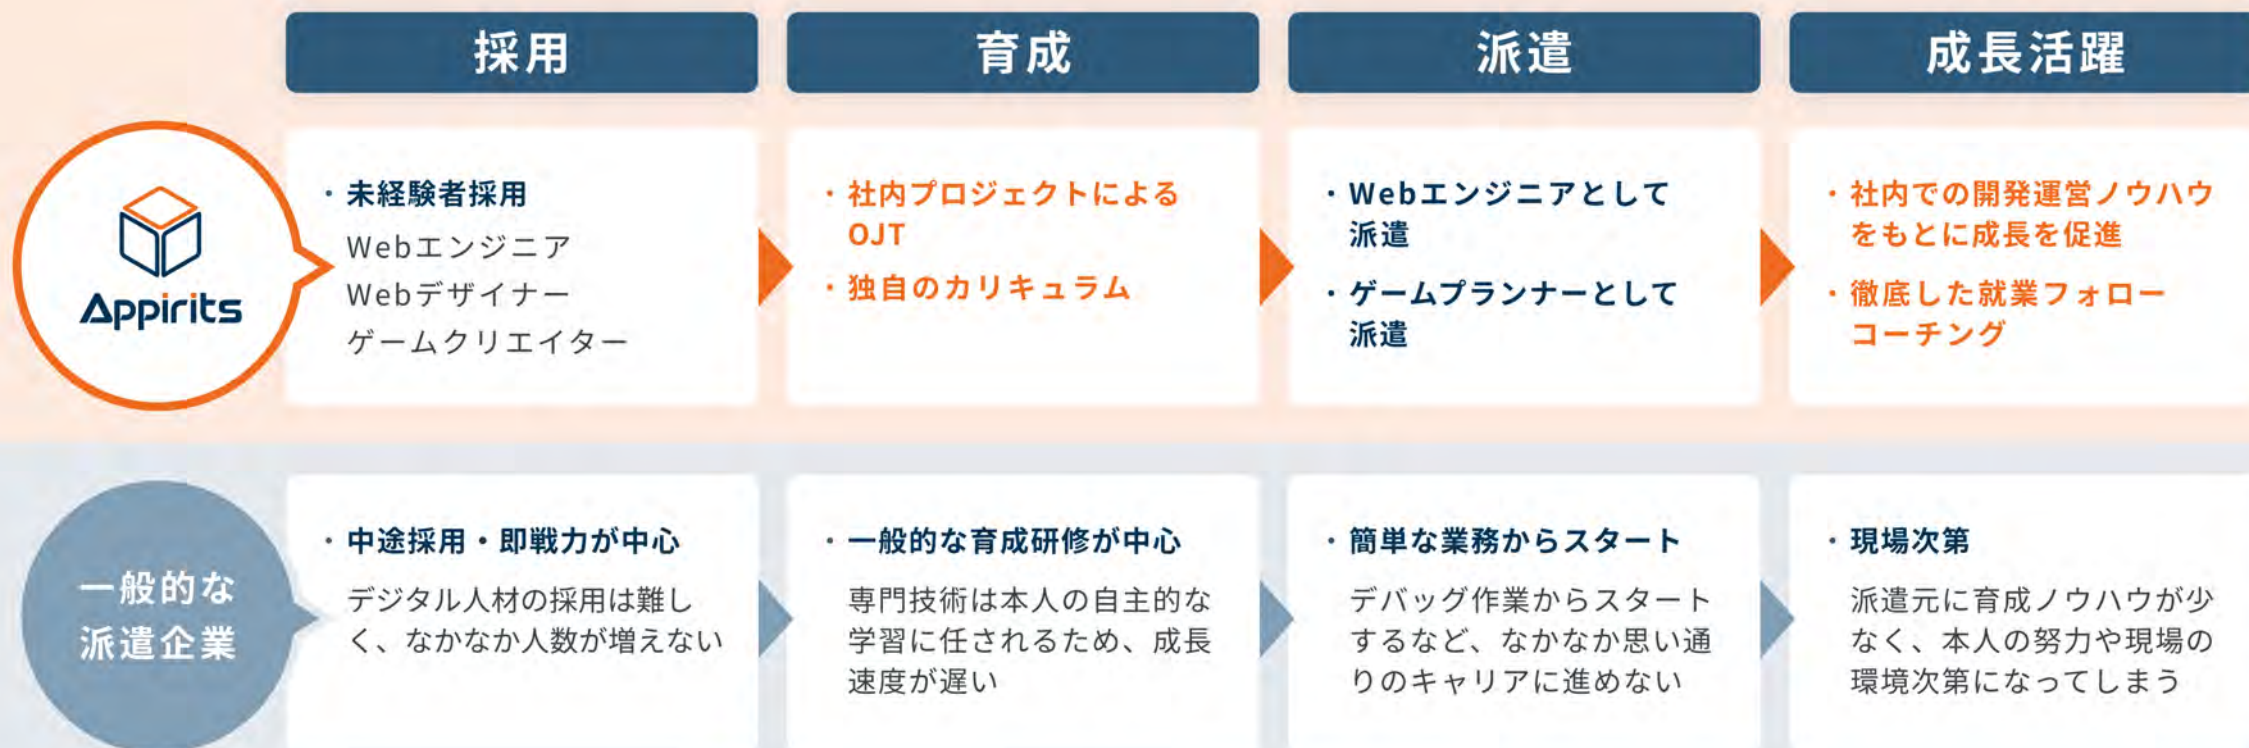 採用
育成
派遣
成長活躍
Appirits
・未経験者採用
Webエンジニア
Webデザイナー
ゲームクリエイター
・社内プロジェクトによる
OJT
・独自のカリキュラム
・Webエンジニアとして
派遣
・ゲームプランナーとして
派遣
・社内での開発運営ノウハウ
をもとに成長を促進
・徹底した就業フォロー
コーチング
一般的な
派遣企業
・中途採用・即戦力が中心
デジタル人材の採用は難し
く、なかなか人数が増えない
・一般的な育成研修が中心
専門技術は本人の自主的な
学習に任されるため、成長
速度が遅い
・簡単な業務からスタート
デバッグ作業からスタート
するなど、なかなか思い通
りのキャリアに進めない
・現場次第
派遣元に育成ノウハウが少
なく、本人の努力や現場の
環境次第になってしまう